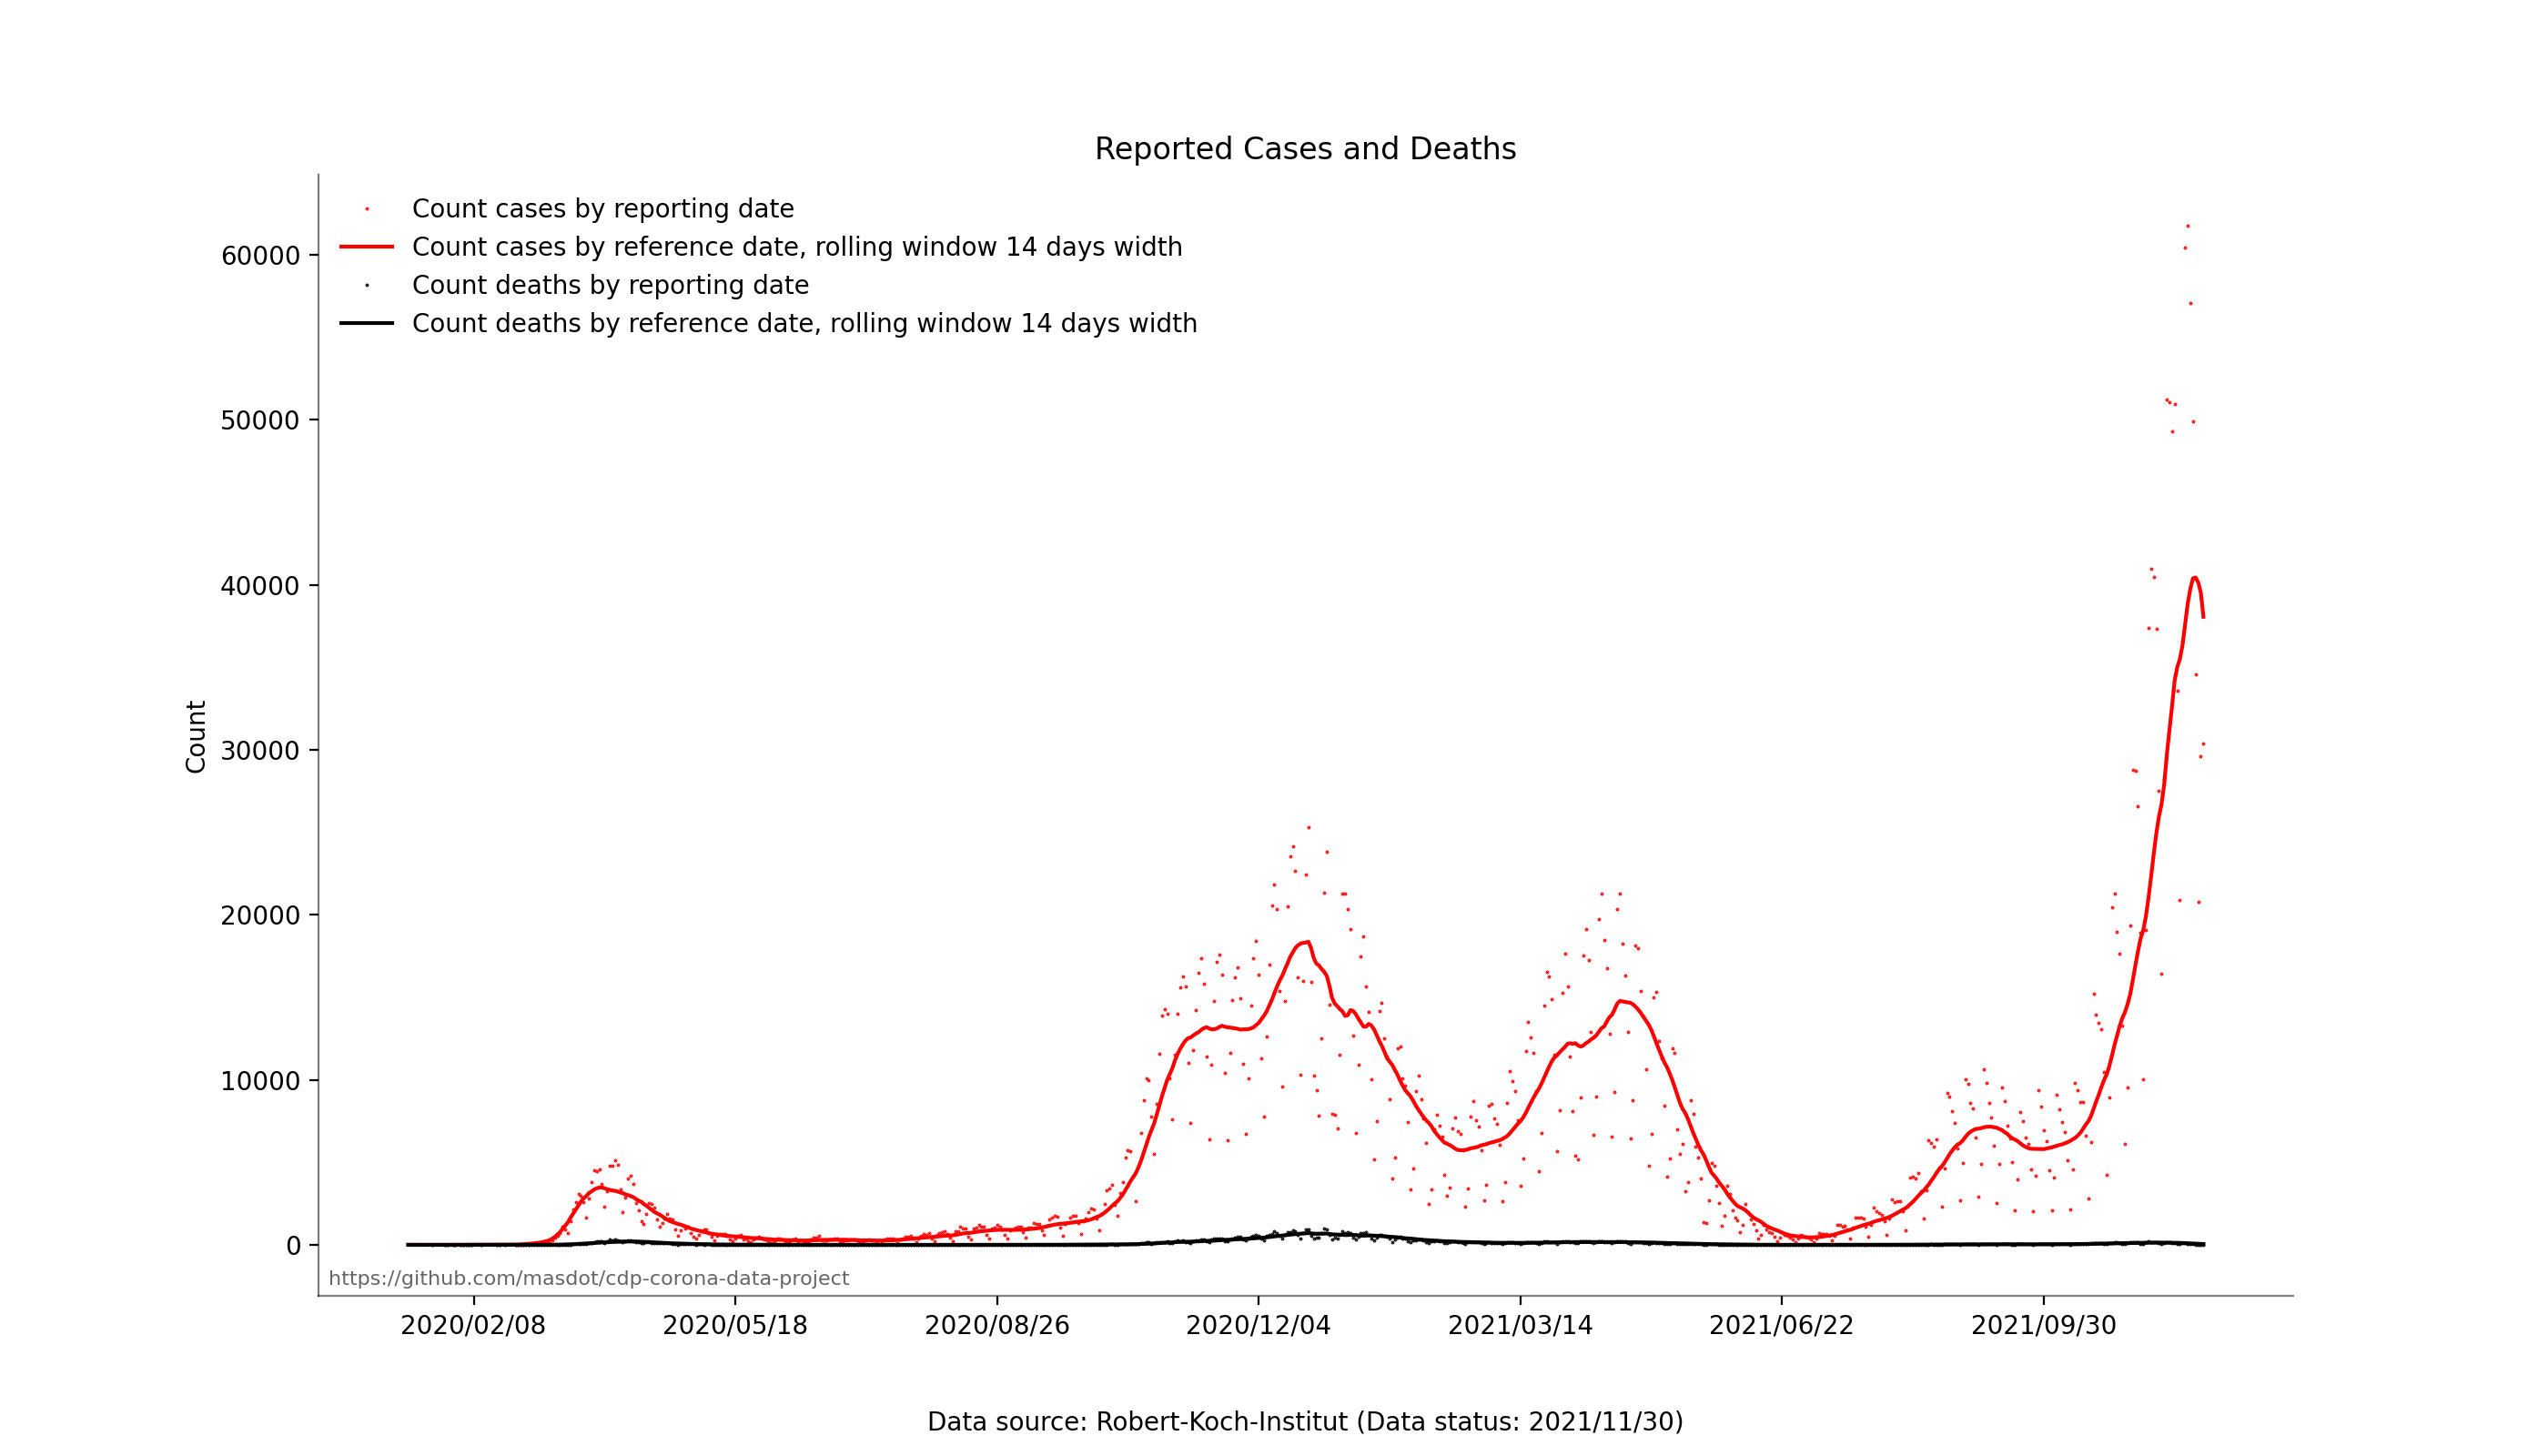 Reported Cases and Deaths
Count cases by reporting date
Count cases by reference date, rolling window 14 days width
Count deaths by reporting date
Count deaths by reference date, rolling window 14 days width
60000
50000
40000
30000
20000
10000
0
Count
https://github.com/masdot/cdp-corona-data-project
2020/02/08 2020/05/18 2020/08/26 2020/12/04 2021/03/14 2021/06/22 2021/09/30
Data source: Robert-Koch-Institut (Data status: 2021/11/30)